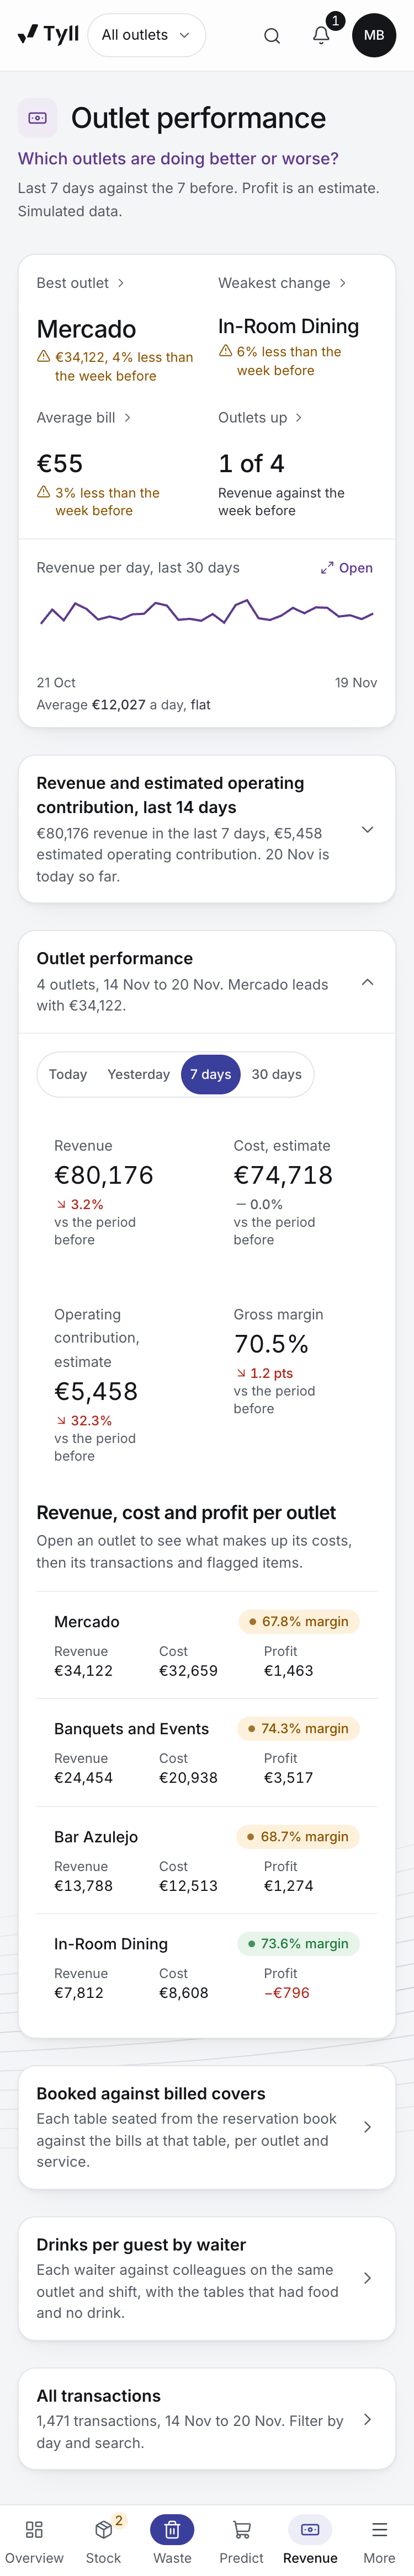 Tyll
All outlets
1
MB
Outlet performance
Which outlets are doing better or worse?
Last 7 days against the 7 before. Profit is an estimate.
Simulated data.
Best outlet
Weakest change
Mercado
In-Room Dining
€34,122, 4% less than
the week before
6% less than the
week before
Average bill
Outlets up
€55
1 of 4
3% less than the
week before
Revenue against the
week before
Revenue per day, last 30 days
Open
21 Oct
19 Nov
Average €12,027 a day, flat
Revenue and estimated operating
contribution, last 14 days
€80,176 revenue in the last 7 days, €5,458
estimated operating contribution. 20 Nov is
today so far.
Outlet performance
4 outlets, 14 Nov to 20 Nov. Mercado leads
with €34,122.
Today
Yesterday
7 days
30 days
Revenue
€80,176
3.2%
vs the period
before
Cost, estimate
€74,718
0.0%
vs the period
before
Operating
contribution,
estimate
€5,458
32.3%
vs the period
before
Gross margin
70.5%
1.2 pts
vs the period
before
Revenue, cost and profit per outlet
Open an outlet to see what makes up its costs,
then its transactions and flagged items.
Mercado
67.8% margin
Revenue Cost Profit
€34,122 €32,659 €1,463
Banquets and Events
74.3% margin
Revenue Cost Profit
€24,454 €20,938 €3,517
Bar Azulejo
68.7% margin
Revenue Cost Profit
€13,788 €12,513 €1,274
In-Room Dining
73.6% margin
Revenue Cost Profit
€7,812 €8,608 −€796
Booked against billed covers
Each table seated from the reservation book
against the bills at that table, per outlet and
service.
Drinks per guest by waiter
Each waiter against colleagues on the same
outlet and shift, with the tables that had food
and no drink.
All transactions
1,471 transactions, 14 Nov to 20 Nov. Filter by
day and search.
2
Overview Stock Waste Predict Revenue More